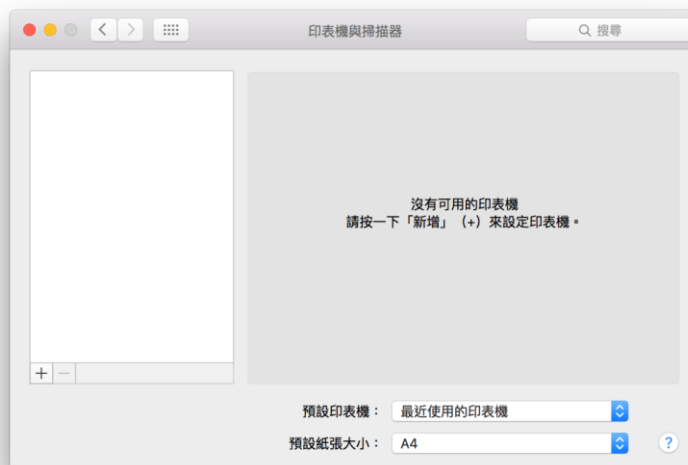 印表機與掃描器
搜尋
沒有可用的印表機
請按一下「新增」（+）來設定印表機。
+ −
預設印表機： 最近使用的印表機
預設紙張大小： A4
?